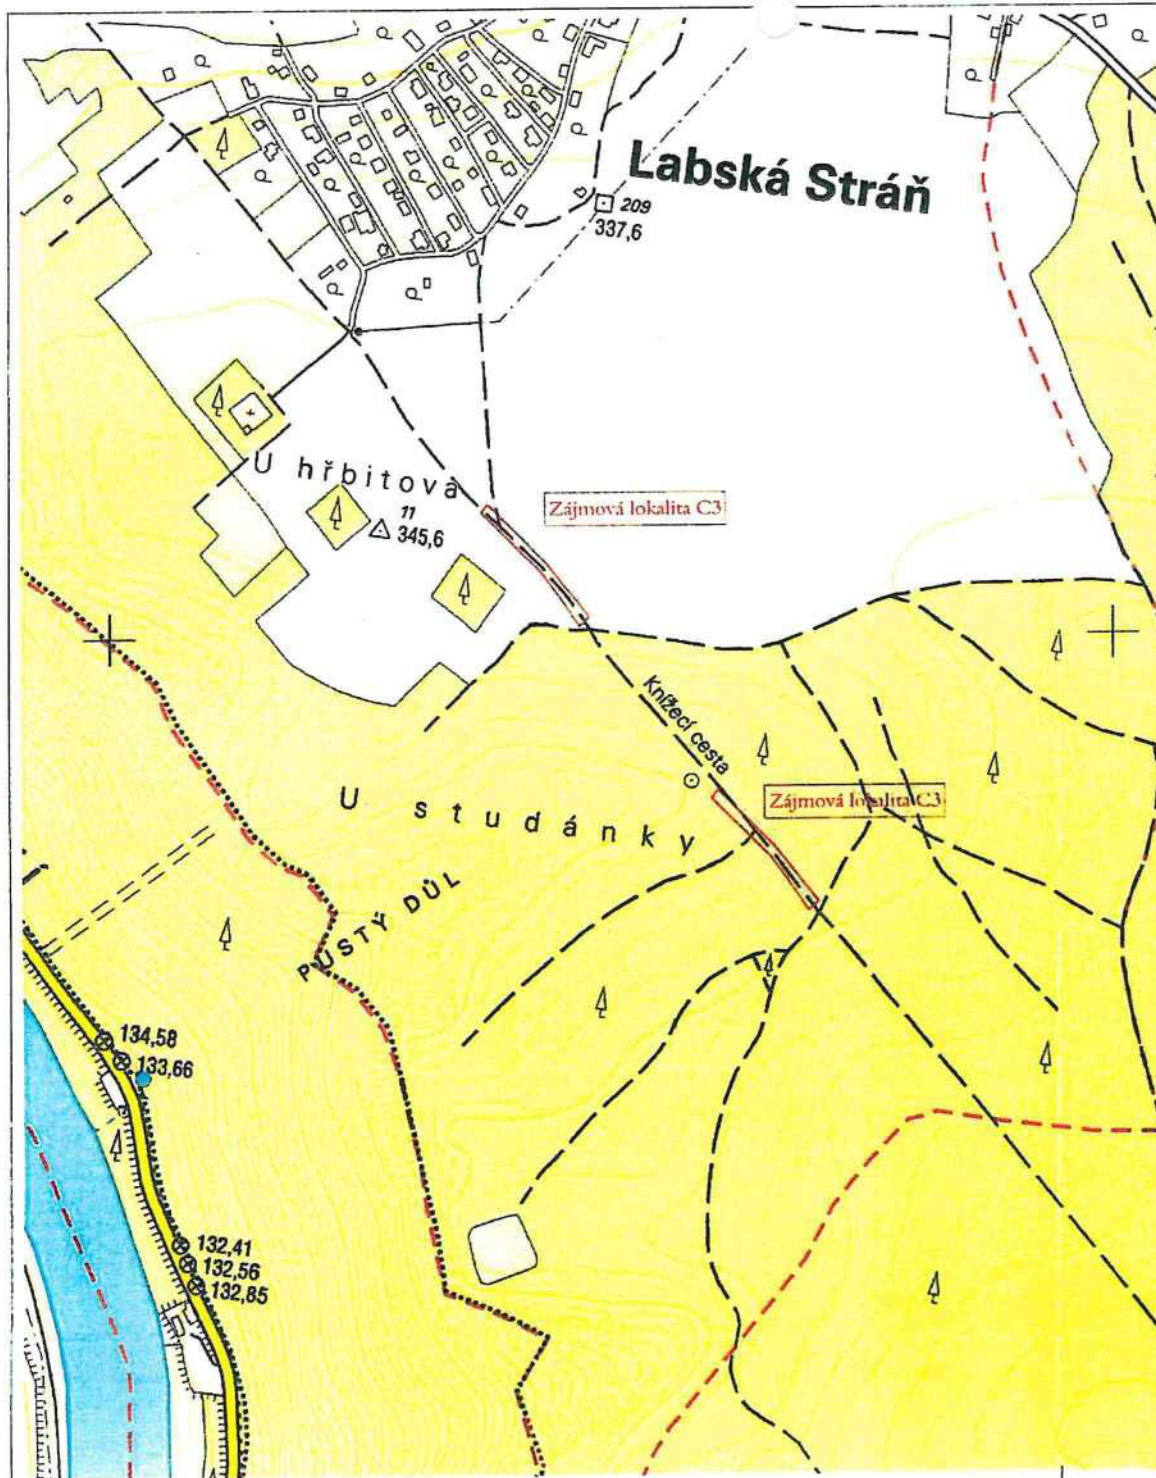 Labská Stráň
209
337,6
U hřbitova
Zájmová lokalita C3
11
345,6
Knížecí cesta
U studánky
Zájmová lokalita C3
PUSTÝ DŮL
134,58
133,66
132,41
132,56
132,85